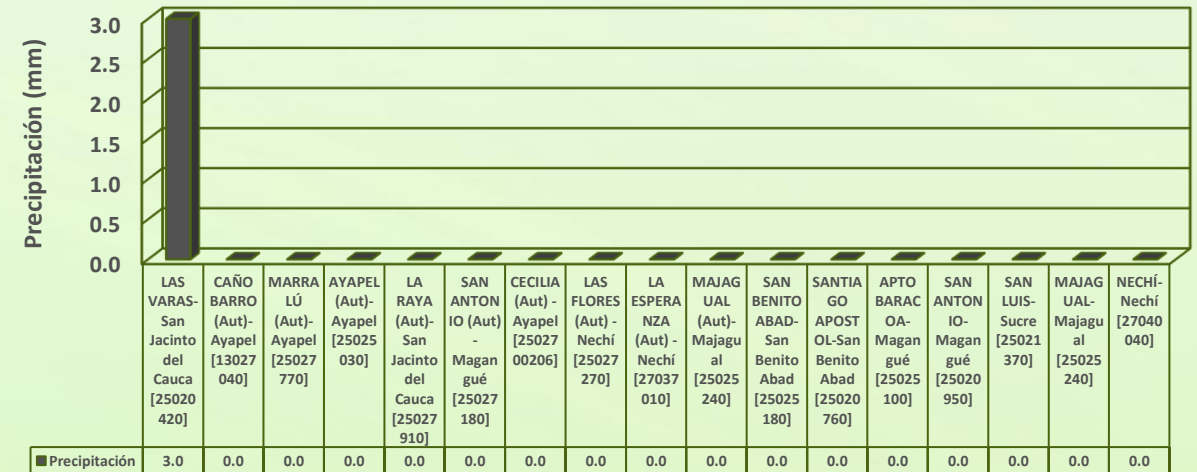 Precipitación (mm)
3.0
2.5
2.0
1.5
1.0
0.5
0.0
LAS
VARAS-
San
Jacinto
del
Cauca
[25020
420]
CAÑO
BARRO
(Aut)-
Ayapel
[13027
040]
MARRA
LÚ
(Aut)-
Ayapel
[25027
770]
AYAPEL
(Aut)-
Ayapel
[25025
030]
LA
RAYA
(Aut)-
San
Jacinto
del
Cauca
[25027
910]
SAN
ANTON
IO (Aut)
-
Magan
gué
[25027
180]
CECILIA
(Aut) -
Ayapel
[25027
00206]
LAS
FLORES
(Aut) -
Nechí
[25027
270]
LA
ESPERA
NZA
(Aut) -
Nechí
[27037
010]
MAJAG
UAL
(Aut)-
Majagu
al
[25025
240]
SAN
BENITO
ABAD-
San
Benito
Abad
[25025
180]
SANTIA
GO
APOST
OL-San
Benito
Abad
[25020
760]
APTO
BARAC
OA-
Magan
gué
[25025
100]
SAN
ANTON
IO-
Magan
gué
[25020
950]
SAN
LUIS-
Sucre
[25021
370]
MAJAG
UAL-
Majagu
al
[25025
240]
NECHÍ-
Nechí
[27040
040]
Precipitación 3.0 0.0 0.0 0.0 0.0 0.0 0.0 0.0 0.0 0.0 0.0 0.0 0.0 0.0 0.0 0.0 0.0